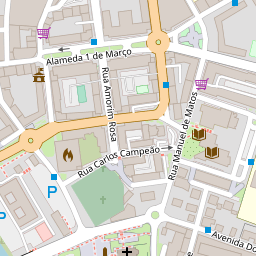 Alameda 1 de Março
Rua Amorim Rosa
Rua Manuel de Matos
Rua Carlos Campeão
P
P
Avenida Do